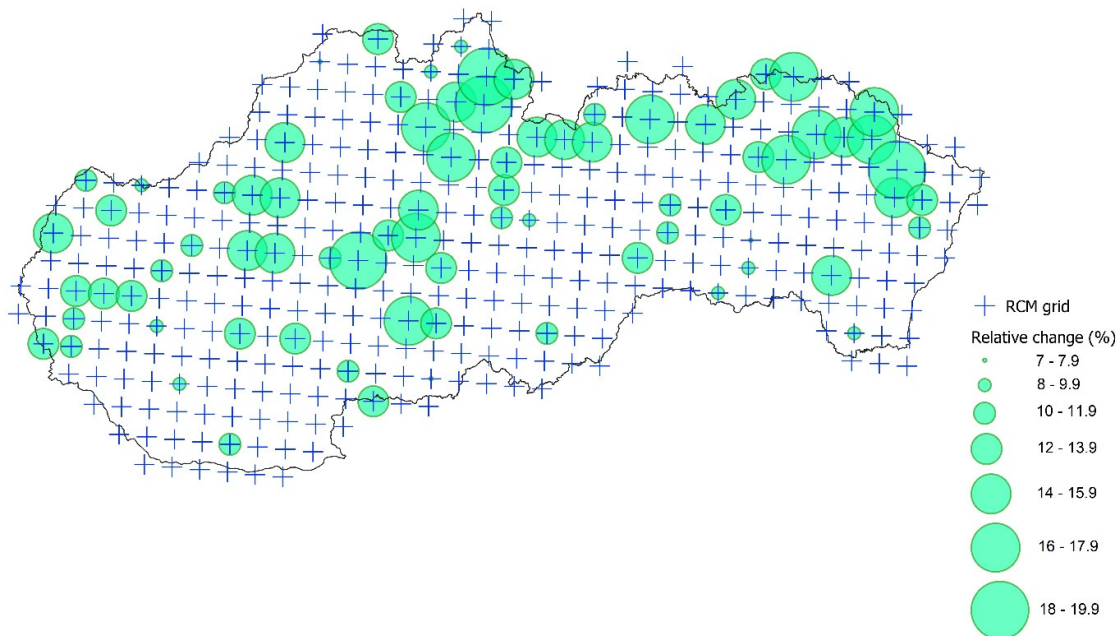 RCM grid
Relative change (%)
7 - 7.9
8 - 9.9
10 - 11.9
12 - 13.9
14 - 15.9
16 - 17.9
18 - 19.9